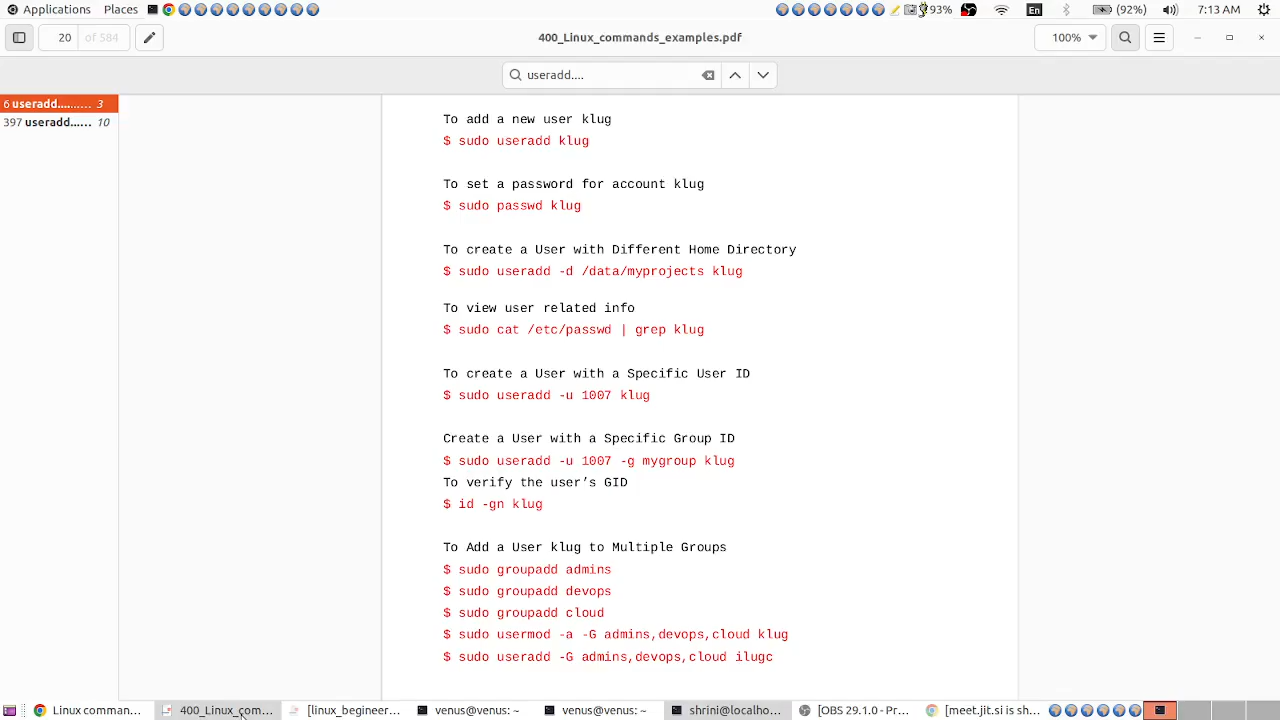 Applications Places 93% En (92%) 7:13 AM
20 of 584 400_Linux_commands_examples.pdf 100%
useradd....
6 useradd......... 3
397 useradd...... 10
To add a new user klug
$ sudo useradd klug
To set a password for account klug
$ sudo passwd klug
To create a User with Different Home Directory
$ sudo useradd -d /data/myprojects klug
To view user related info
$ sudo cat /etc/passwd | grep klug
To create a User with a Specific User ID
$ sudo useradd -u 1007 klug
Create a User with a Specific Group ID
$ sudo useradd -u 1007 -g mygroup klug
To verify the user’s GID
$ id -gn klug
To Add a User klug to Multiple Groups
$ sudo groupadd admins
$ sudo groupadd devops
$ sudo groupadd cloud
$ sudo usermod -a -G admins,devops,cloud klug
$ sudo useradd -G admins,devops,cloud ilugc
Linux comman... 400_Linux_com... [linux_begineer... venus@venus: ~ venus@venus: ~ shrini@localho... [OBS 29.1.0 - Pr... [meet.jit.si is sh...